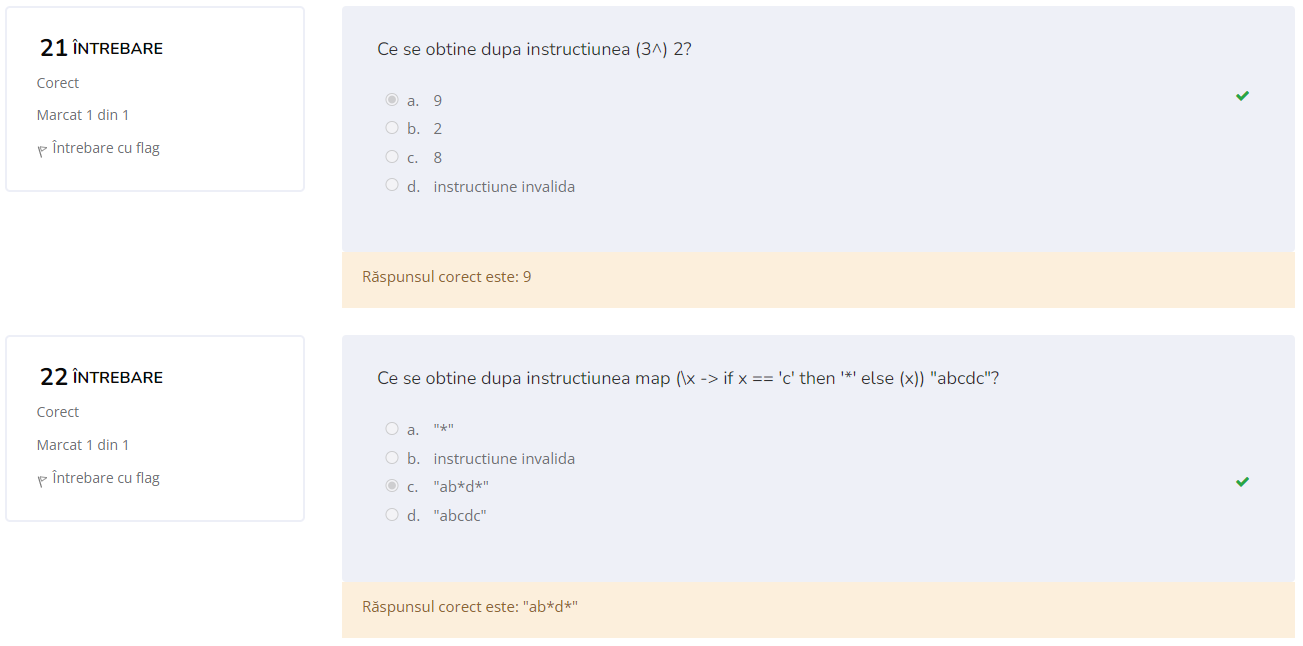 21 ÎNTREBARE
Corect
Marcat 1 din 1
Întrebare cu flag
Ce se obtine dupa instructiunea (3^) 2?
a. 9
b. 2
c. 8
d. instructiune invalida
Răspunsul corect este: 9
22 ÎNTREBARE
Corect
Marcat 1 din 1
Întrebare cu flag
Ce se obtine dupa instructiunea map (\x -> if x == 'c' then '*' else (x)) "abcdc"?
a. "*"
b. instructiune invalida
c. "ab*d*"
d. "abcdc"
Răspunsul corect este: "ab*d*"